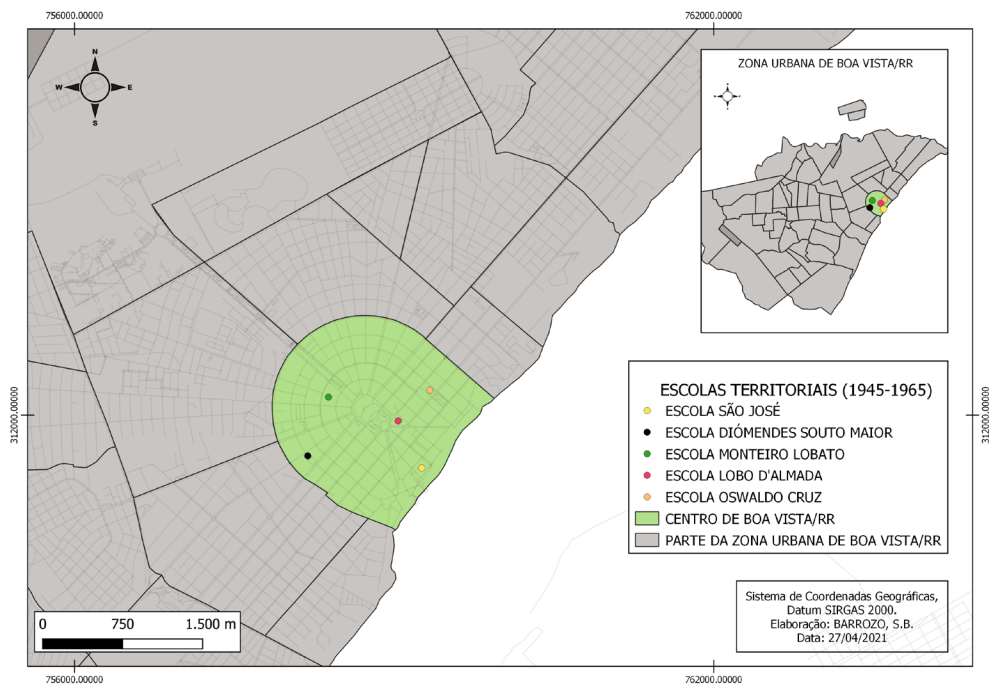 756000.00000
762000.00000
N
W
E
S
ZONA URBANA DE BOA VISTA/RR
312000.00000
312000.00000
ESCOLAS TERRITORIAIS (1945-1965)
ESCOLA SÃO JOSÉ
ESCOLA DIÓMENDES SOUTO MAIOR
ESCOLA MONTEIRO LOBATO
ESCOLA LOBO D'ALMADA
ESCOLA OSWALDO CRUZ
CENTRO DE BOA VISTA/RR
PARTE DA ZONA URBANA DE BOA VISTA/RR
Sistema de Coordenadas Geográficas,
Datum SIRGAS 2000.
Elaboração: BARROZO, S.B.
Data: 27/04/2021
0 750 1.500 m
756000.00000
762000.00000